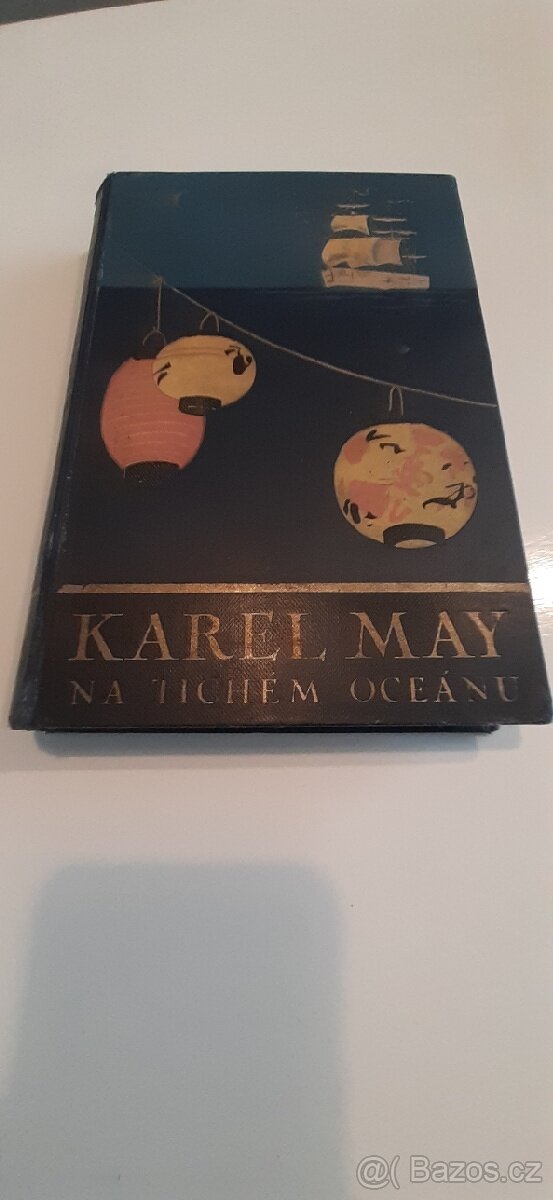 KAREL MAY
NA TICHÉM OCEÁNU
@( Bazos.cz